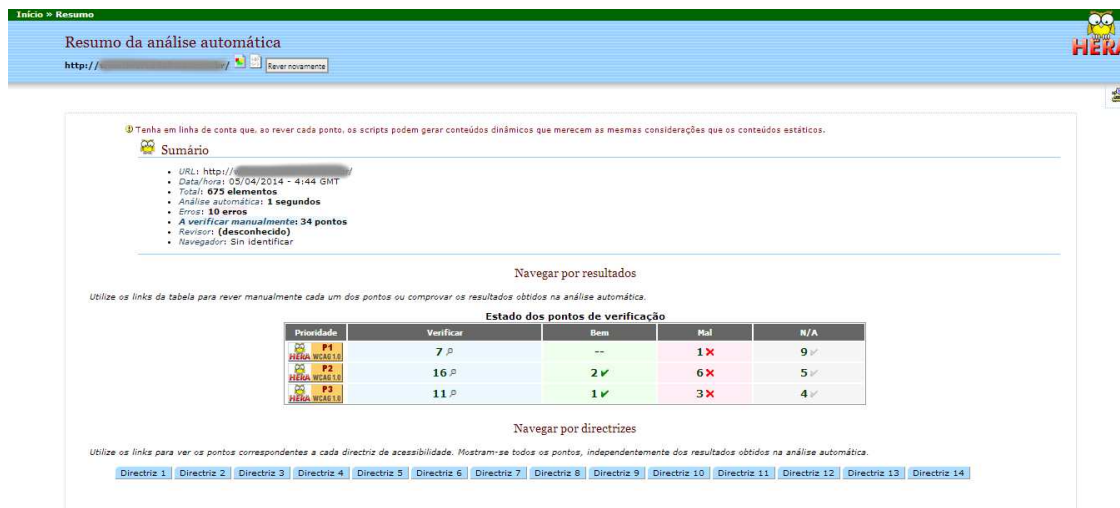 Início » Resumo
Resumo da análise automática
http:// / Rever novamente
HERA
Tenha em linha de conta que, ao rever cada ponto, os scripts podem gerar conteúdos dinâmicos que merecem as mesmas considerações que os conteúdos estáticos.
Sumário
• URL: http:// /
• Data/hora: 05/04/2014 - 4:44 GMT
• Total: 675 elementos
• Análise automática: 1 segundos
• Erros: 10 erros
• A verificar manualmente: 34 pontos
• Revisor: (desconhecido)
• Navegador: Sin identificar
Navegar por resultados
Utilize os links da tabela para rever manualmente cada um dos pontos ou comprovar os resultados obtidos na análise automática.
Estado dos pontos de verificação
Prioridade Verificar Bem Mal N/A
HERA P1 WCAG 1.0 7 -- 1 9
HERA P2 WCAG 1.0 16 2 6 5
HERA P3 WCAG 1.0 11 1 3 4
Navegar por directrizes
Utilize os links para ver os pontos correspondentes a cada directriz de acessibilidade. Mostram-se todos os pontos, independentemente dos resultados obtidos na análise automática.
Directriz 1 Directriz 2 Directriz 3 Directriz 4 Directriz 5 Directriz 6 Directriz 7 Directriz 8 Directriz 9 Directriz 10 Directriz 11 Directriz 12 Directriz 13 Directriz 14